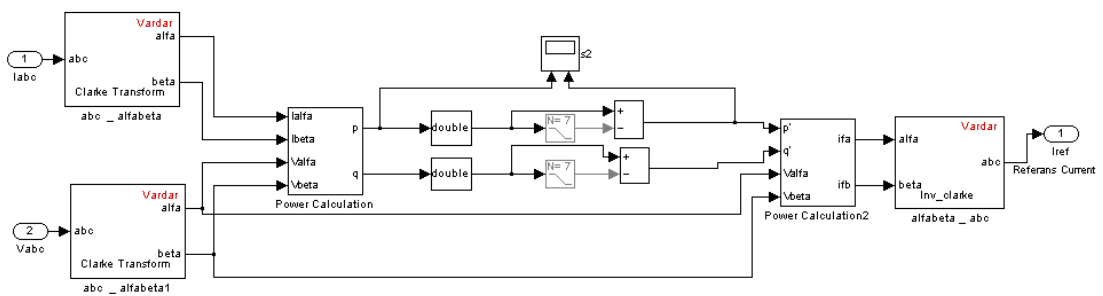 Vardar
alfa
1
abc
Iabc
beta
Clarke Transform
abc _ alfabeta
s2
Ialfa
Ibeta
Valfa
Vbeta
p
q
Power Calculation
double
N= 7
+
−
double
N= 7
+
−
p'
q'
Valfa
Vbeta
ifa
ifb
Power Calculation2
Vardar
alfa
abc
beta
Inv_clarke
alfabeta _ abc
1
Iref
Referans Current
Vardar
alfa
2
abc
Vabc
beta
Clarke Transform
abc _ alfabeta1